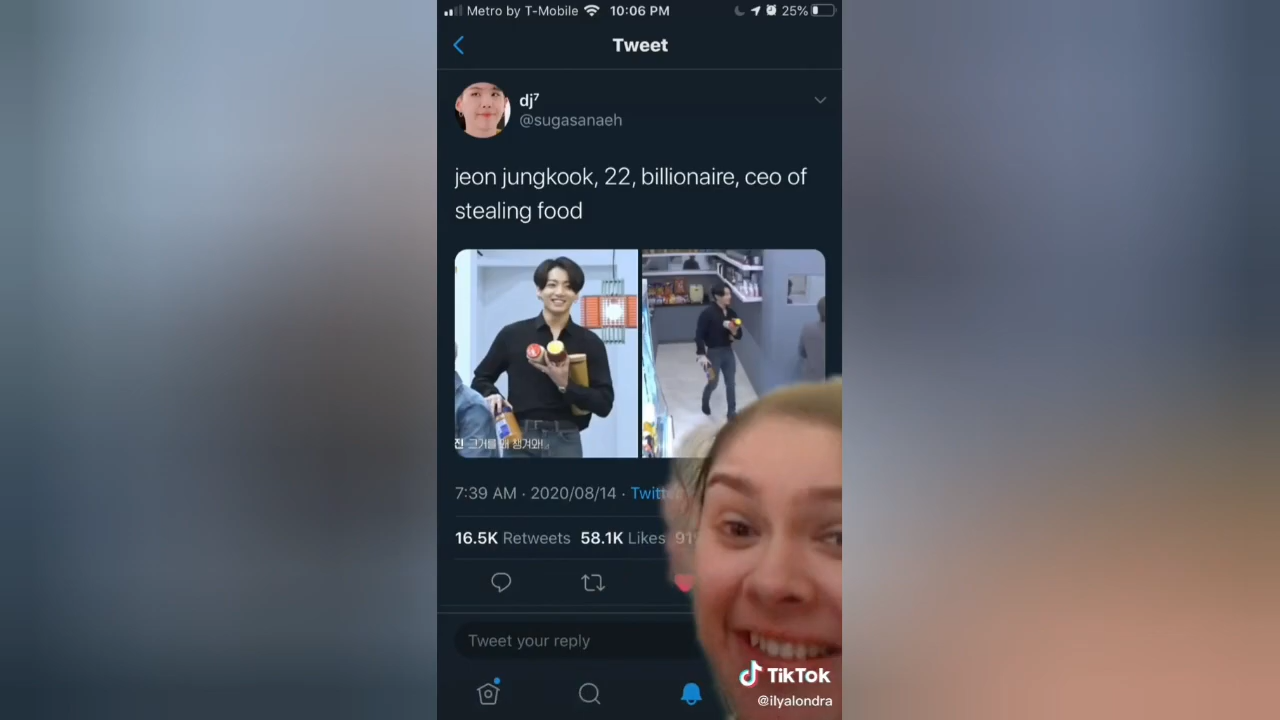 Metro by T-Mobile 10:06 PM 25%
Tweet
dj⁷
@sugasanaeh
jeon jungkook, 22, billionaire, ceo of
stealing food
진 그거를 왜 챙겨와!
7:39 AM · 2020/08/14 · Twitt
16.5K Retweets 58.1K Likes 91
Tweet your reply
TikTok
@ilyalondra